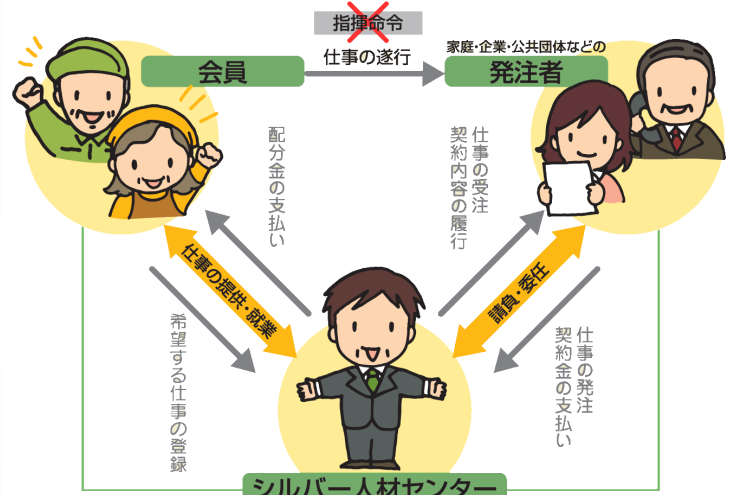 指揮命令
仕事の遂行
会員
家庭・企業・公共団体などの
発注者
配分金の支払い
仕事の受注
契約内容の履行
仕事の提供・就業
請負・委任
希望する仕事の登録
仕事の発注
契約金の支払い
シルバー人材センター